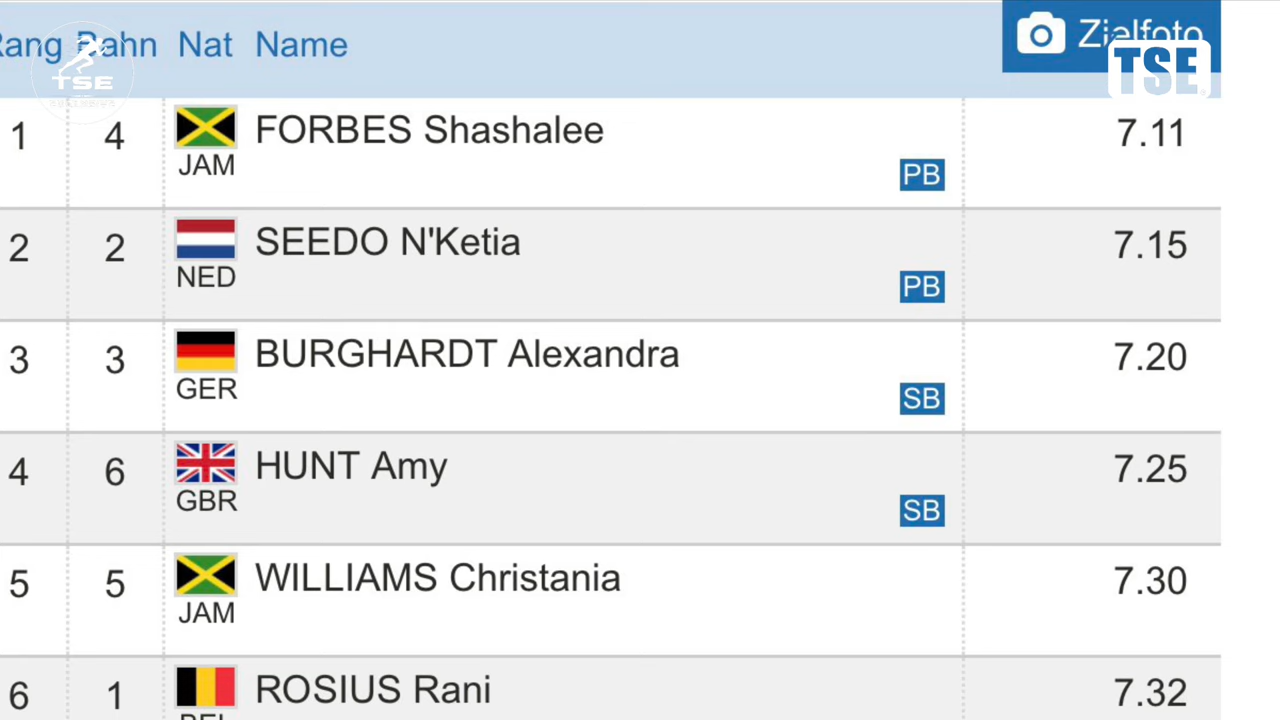 Rang Bahn Nat Name Zielfoto
TSE
TSE
1 4 FORBES Shashalee 7.11
JAM PB
2 2 SEEDO N'Ketia 7.15
NED PB
3 3 BURGHARDT Alexandra 7.20
GER SB
4 6 HUNT Amy 7.25
GBR SB
5 5 WILLIAMS Christania 7.30
JAM
6 1 ROSIUS Rani 7.32